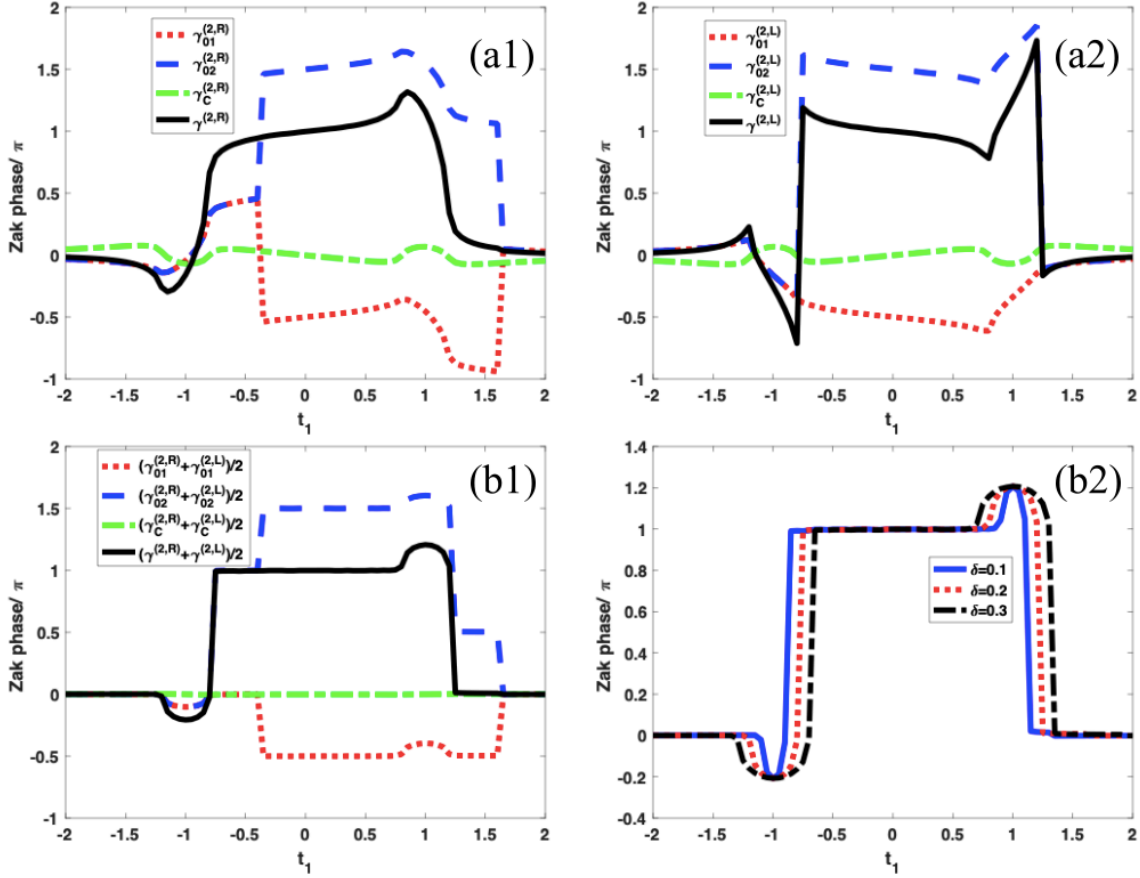 (a1)
γ₀₁⁽²,ᴿ⁾
γ₀₂⁽²,ᴿ⁾
γ_C⁽²,ᴿ⁾
γ⁽²,ᴿ⁾
Zak phase/ π
2
1.5
1
0.5
0
-0.5
-1
-2 -1.5 -1 -0.5 0 0.5 1 1.5 2
t₁
(a2)
γ₀₁⁽²,ᴸ⁾
γ₀₂⁽²,ᴸ⁾
γ_C⁽²,ᴸ⁾
γ⁽²,ᴸ⁾
Zak phase/ π
2
1.5
1
0.5
0
-0.5
-1
-2 -1.5 -1 -0.5 0 0.5 1 1.5 2
t₁
(b1)
(γ₀₁⁽²,ᴿ⁾+γ₀₁⁽²,ᴸ⁾)/2
(γ₀₂⁽²,ᴿ⁾+γ₀₂⁽²,ᴸ⁾)/2
(γ_C⁽²,ᴿ⁾+γ_C⁽²,ᴸ⁾)/2
(γ⁽²,ᴿ⁾+γ⁽²,ᴸ⁾)/2
Zak phase/ π
2
1.5
1
0.5
0
-0.5
-1
-2 -1.5 -1 -0.5 0 0.5 1 1.5 2
t₁
(b2)
δ=0.1
δ=0.2
δ=0.3
Zak phase/ π
1.4
1.2
1
0.8
0.6
0.4
0.2
0
-0.2
-0.4
-2 -1.5 -1 -0.5 0 0.5 1 1.5 2
t₁